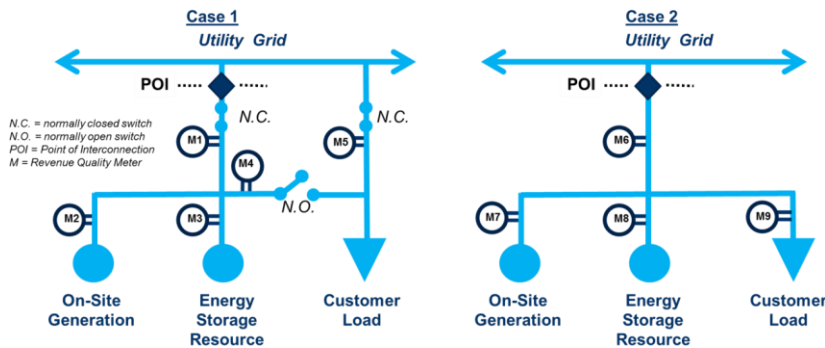 Case 1
Utility Grid
POI
N.C.
N.C.
N.C. = normally closed switch
N.O. = normally open switch
POI = Point of Interconnection
M = Revenue Quality Meter
M1
M5
M4
M2
M3
N.O.
On-Site
Generation
Energy
Storage
Resource
Customer
Load
Case 2
Utility Grid
POI
M6
M7
M8
M9
On-Site
Generation
Energy
Storage
Resource
Customer
Load